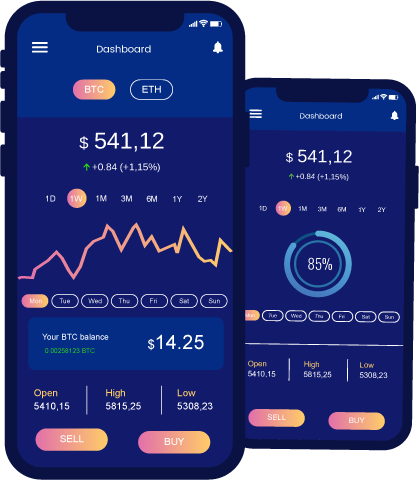 Dashboard
BTC
ETH
$ 541,12
+0.84 (+1,15%)
1D 1W 1M 3M 6M 1Y 2Y
Mon Tue Wed Thu Fri Sat Sun
Your BTC balance
0.00258123 BTC
$14.25
Open High Low
5410,15 5815,25 5308,23
SELL BUY
Dashboard
$ 541,12
+0.84 (+1,15%)
1D 1W 1M 3M 6M 1Y 2Y
85%
Mon Tue Wed Thu Fri Sat Sun
Open High Low
5410,15 5815,25 5308,23
SELL BUY